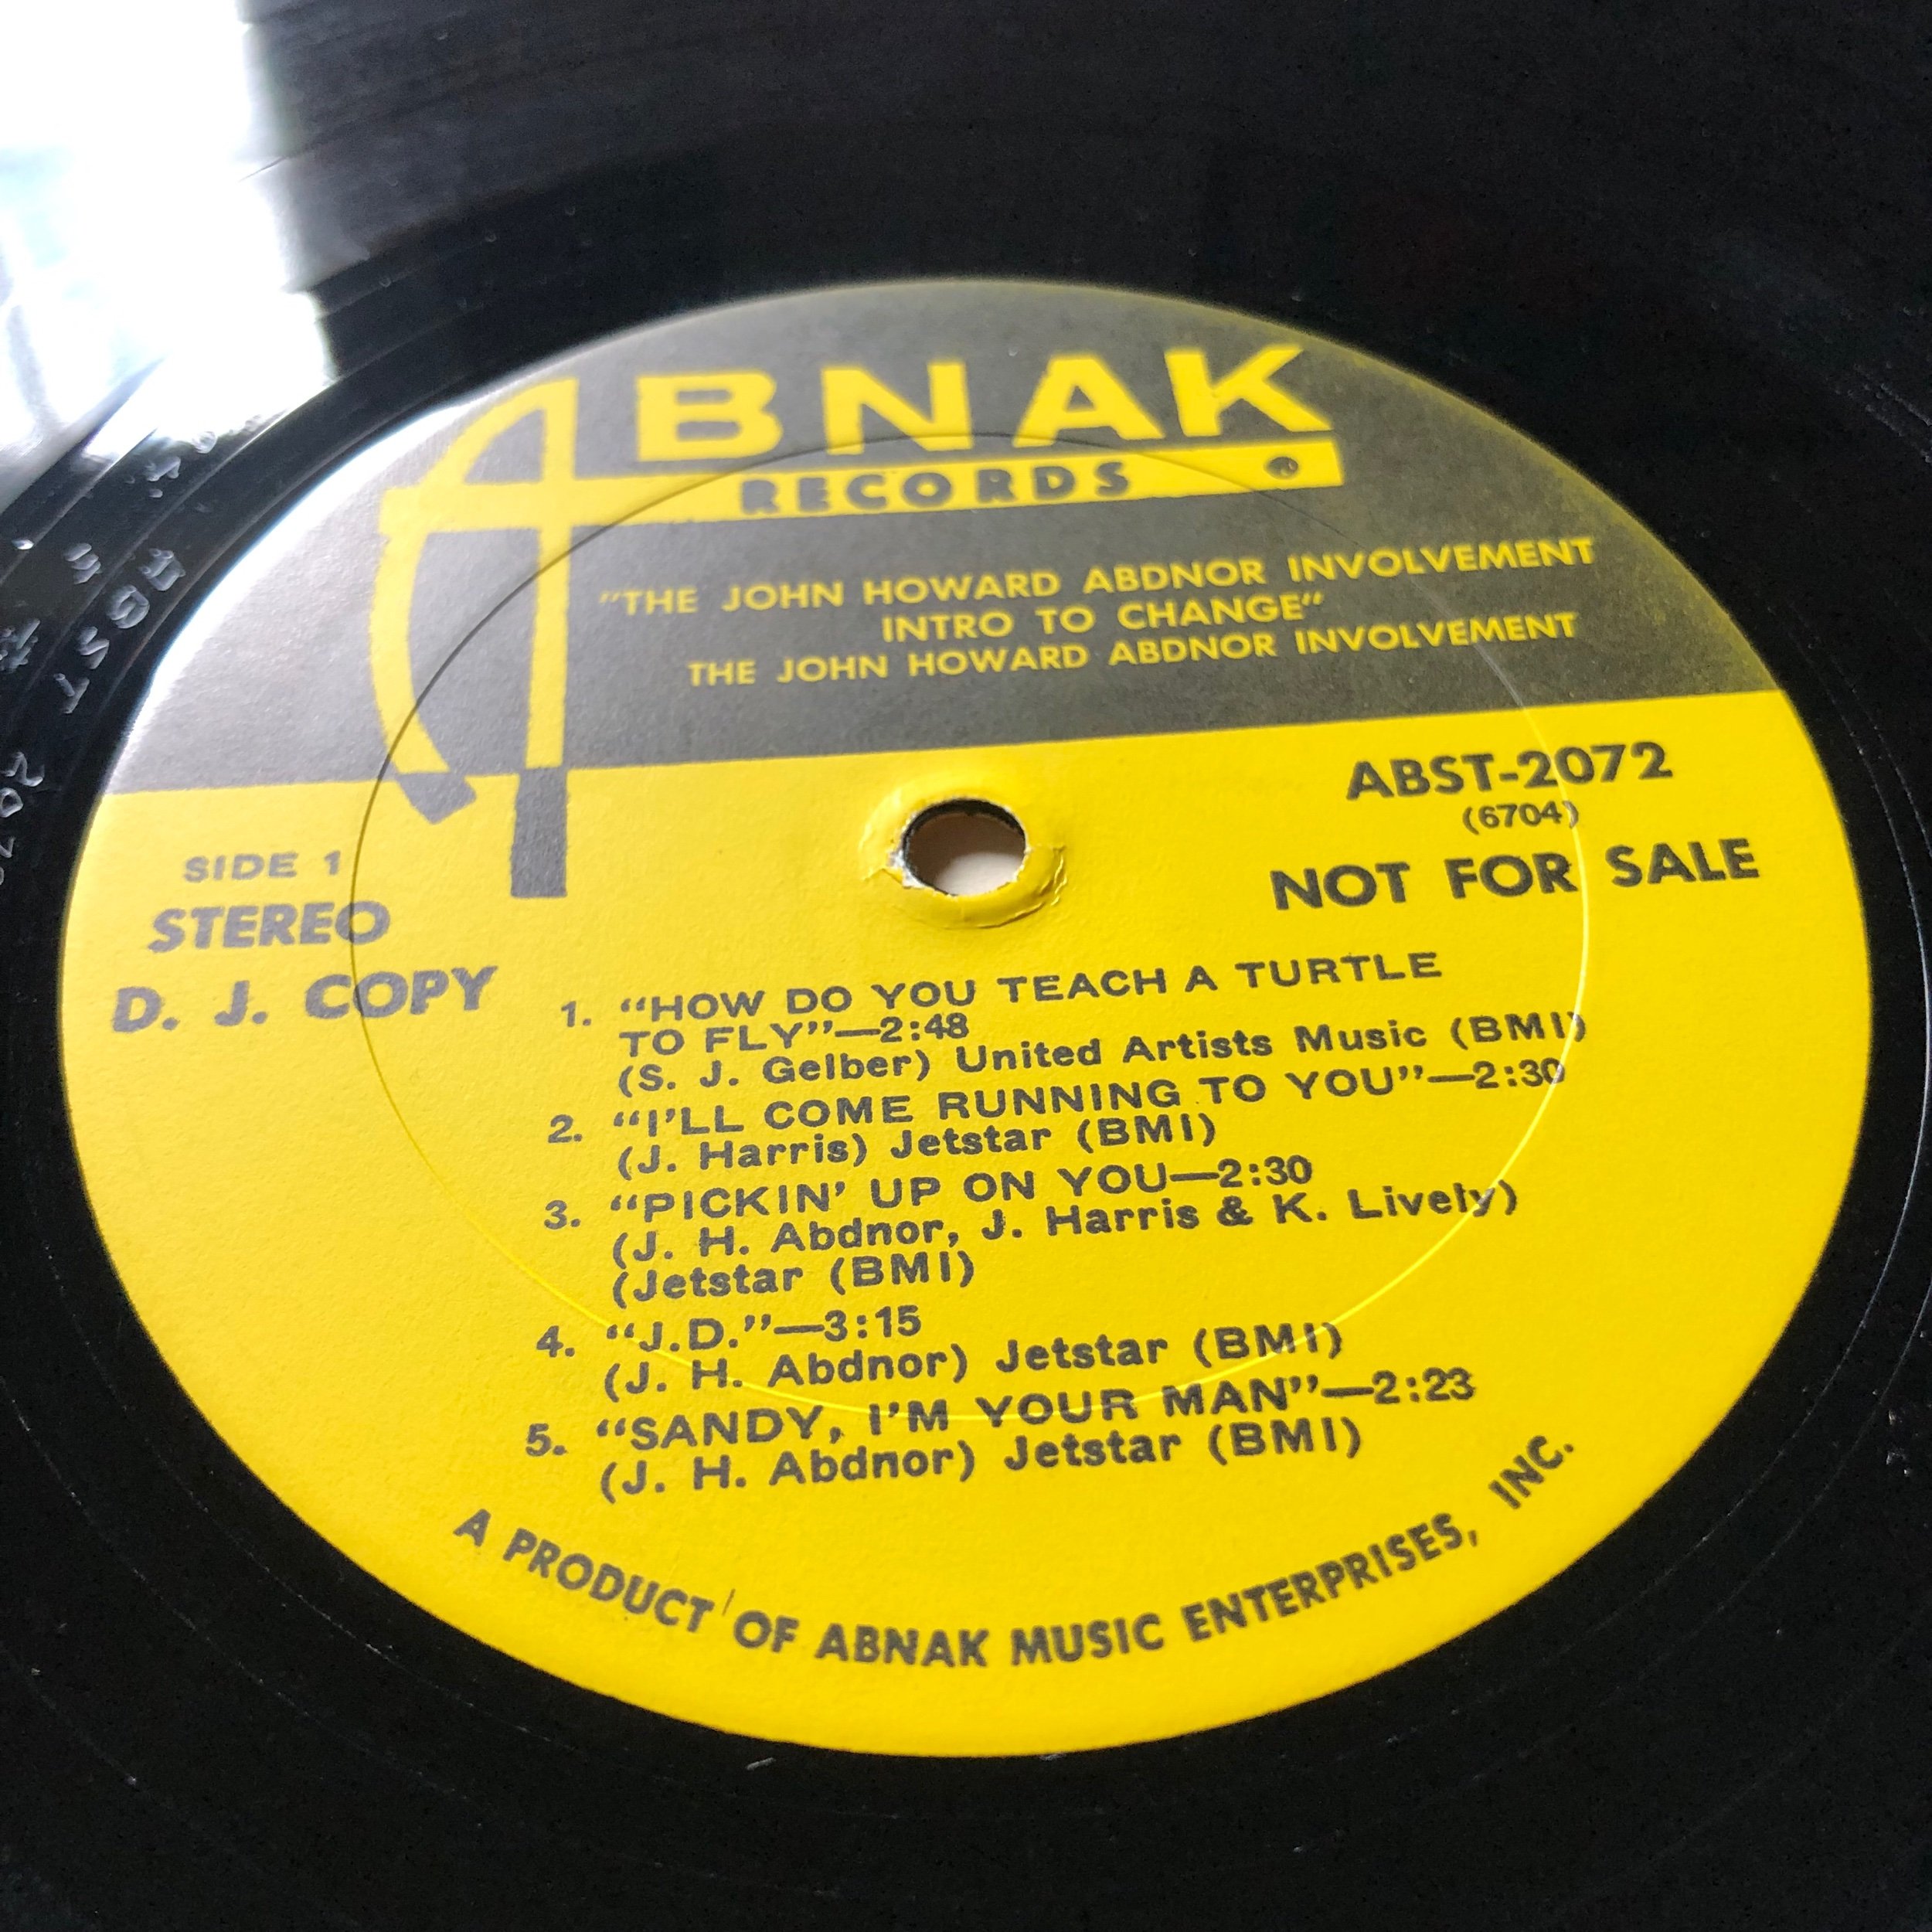 ABNAK
RECORDS ®
"THE JOHN HOWARD ABDNOR INVOLVEMENT
INTRO TO CHANGE"
THE JOHN HOWARD ABDNOR INVOLVEMENT
ABST-2072
(6704)
NOT FOR SALE
SIDE 1
STEREO
D. J. COPY
1. "HOW DO YOU TEACH A TURTLE
TO FLY"—2:48
(S. J. Gelber) United Artists Music (BMI)
2. "I'LL COME RUNNING TO YOU"—2:30
(J. Harris) Jetstar (BMI)
3. "PICKIN' UP ON YOU—2:30
(J. H. Abdnor, J. Harris & K. Lively)
(Jetstar (BMI)
4. "J.D."—3:15
(J. H. Abdnor) Jetstar (BMI)
5. "SANDY, I'M YOUR MAN"—2:23
(J. H. Abdnor) Jetstar (BMI)
A PRODUCT OF ABNAK MUSIC ENTERPRISES, INC.
ABST